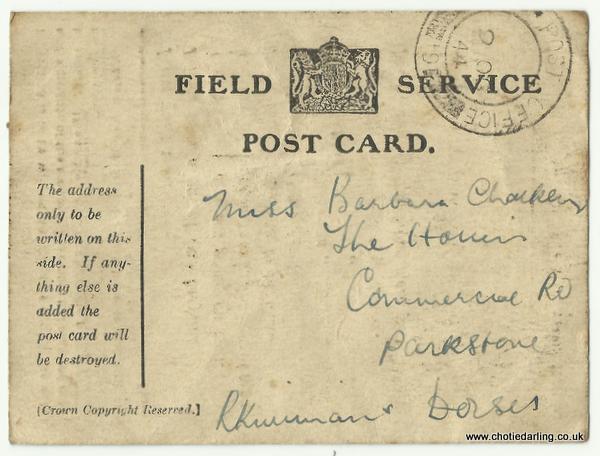 FIELD SERVICE
POST CARD.
The address
only to be
written on this
side. If any-
thing else is
added the
post card will
be destroyed.
[Crown Copyright Reserved.]
Miss Barbara
The
Commercial Rd
Parkstone
Dorset
POST OFFICE
44
www.chotiedarling.co.uk